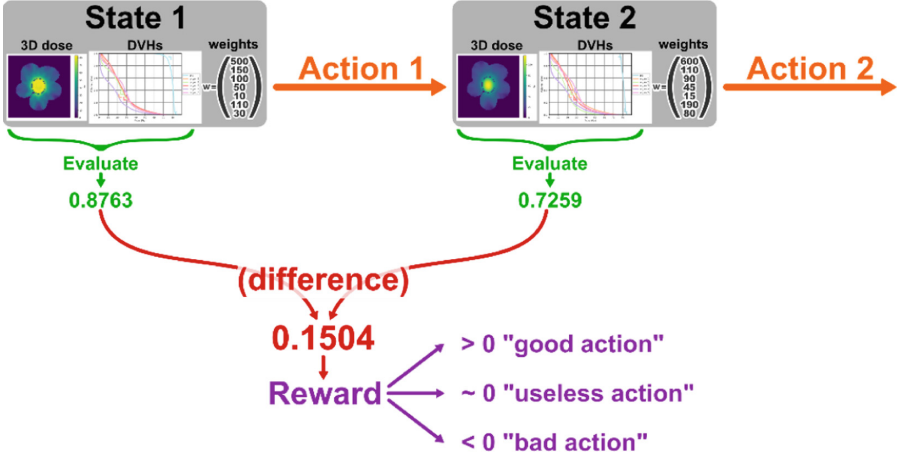 State 1
3D dose
DVHs
weights
w=
500
150
100
50
10
110
30
Action 1
State 2
3D dose
DVHs
weights
w=
600
110
90
45
15
190
80
Action 2
Evaluate
0.8763
Evaluate
0.7259
(difference)
0.1504
Reward
> 0 "good action"
~ 0 "useless action"
< 0 "bad action"